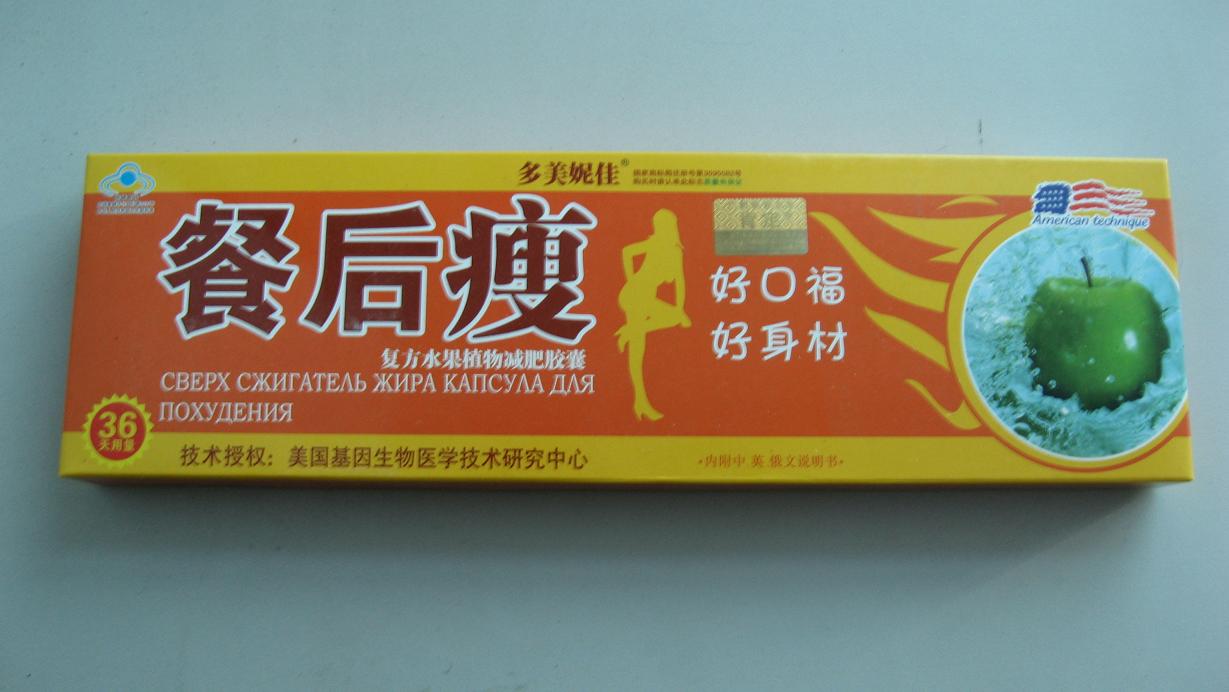 多美妮佳®
American technique
餐后瘦
好口福
好身材
复方水果植物减肥胶囊
СВЕРХ СЖИГАТЕЛЬ ЖИРА КАПСУЛА ДЛЯ
ПОХУДЕНИЯ
36
天用量
技术授权：美国基因生物医学技术研究中心
·内附中.英.俄文说明书·